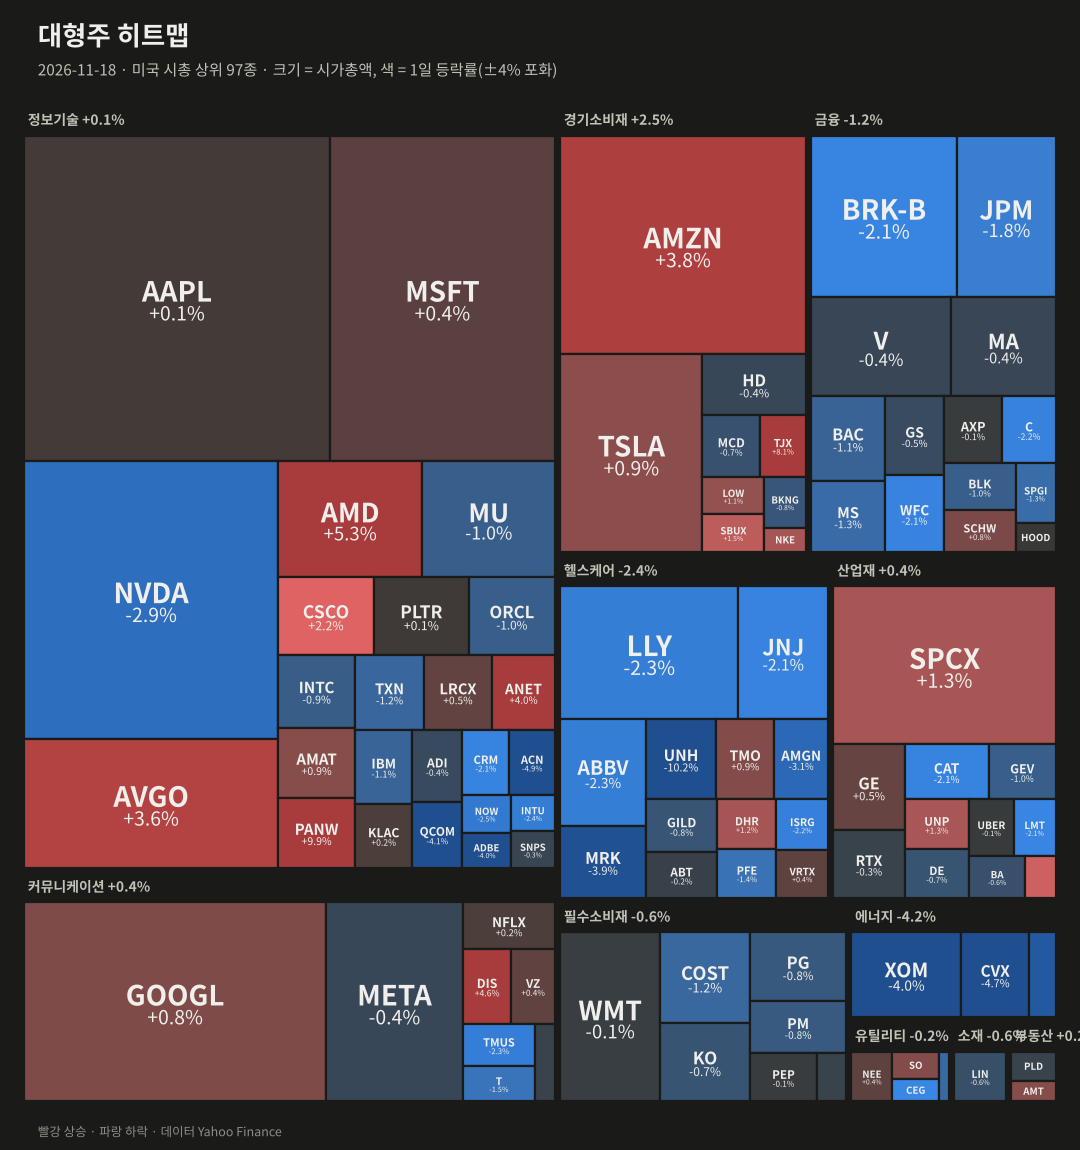 대형주 히트맵
2026-11-18 · 미국 시총 상위 97종 · 크기 = 시가총액, 색 = 1일 등락률(±4% 포화)
정보기술 +0.1%
AAPL
+0.1%
MSFT
+0.4%
NVDA
-2.9%
AVGO
+3.6%
AMD
+5.3%
MU
-1.0%
CSCO
+2.2%
PLTR
+0.1%
ORCL
-1.0%
INTC
-0.9%
TXN
-1.2%
LRCX
+0.5%
ANET
+4.0%
AMAT
+0.9%
IBM
-1.1%
ADI
-0.4%
CRM
-2.1%
ACN
-4.9%
PANW
+9.9%
KLAC
+0.2%
QCOM
-4.1%
NOW
-2.5%
INTU
-2.4%
ADBE
-4.0%
SNPS
-0.3%
경기소비재 +2.5%
AMZN
+3.8%
TSLA
+0.9%
HD
-0.4%
MCD
-0.7%
TJX
+8.1%
LOW
+1.1%
BKNG
-0.8%
SBUX
+1.5%
NKE
금융 -1.2%
BRK-B
-2.1%
JPM
-1.8%
V
-0.4%
MA
-0.4%
BAC
-1.1%
GS
-0.5%
AXP
-0.1%
C
-2.2%
MS
-1.3%
WFC
-2.1%
BLK
-1.0%
SPGI
-1.3%
SCHW
+0.8%
HOOD
헬스케어 -2.4%
LLY
-2.3%
JNJ
-2.1%
ABBV
-2.3%
UNH
-10.2%
TMO
+0.9%
AMGN
-3.1%
MRK
-3.9%
GILD
-0.8%
DHR
+1.2%
ISRG
-2.2%
ABT
-0.2%
PFE
-1.4%
VRTX
+0.4%
산업재 +0.4%
SPCX
+1.3%
GE
+0.5%
CAT
-2.1%
GEV
-1.0%
RTX
-0.3%
UNP
+1.3%
UBER
-0.1%
LMT
-2.1%
DE
-0.7%
BA
-0.6%
커뮤니케이션 +0.4%
GOOGL
+0.8%
META
-0.4%
NFLX
+0.2%
DIS
+4.6%
VZ
+0.4%
TMUS
-2.3%
T
-1.5%
필수소비재 -0.6%
WMT
-0.1%
COST
-1.2%
PG
-0.8%
KO
-0.7%
PM
-0.8%
PEP
-0.1%
에너지 -4.2%
XOM
-4.0%
CVX
-4.7%
유틸리티 -0.2%
NEE
+0.4%
SO
CEG
소재 -0.6%
LIN
-0.6%
부동산 +0.2
PLD
AMT
빨강 상승 · 파랑 하락 · 데이터 Yahoo Finance